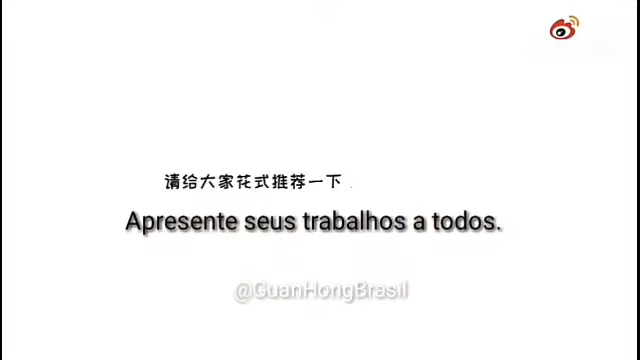 请给大家花式推荐一下
Apresente seus trabalhos a todos.
@GuanHongBrasil